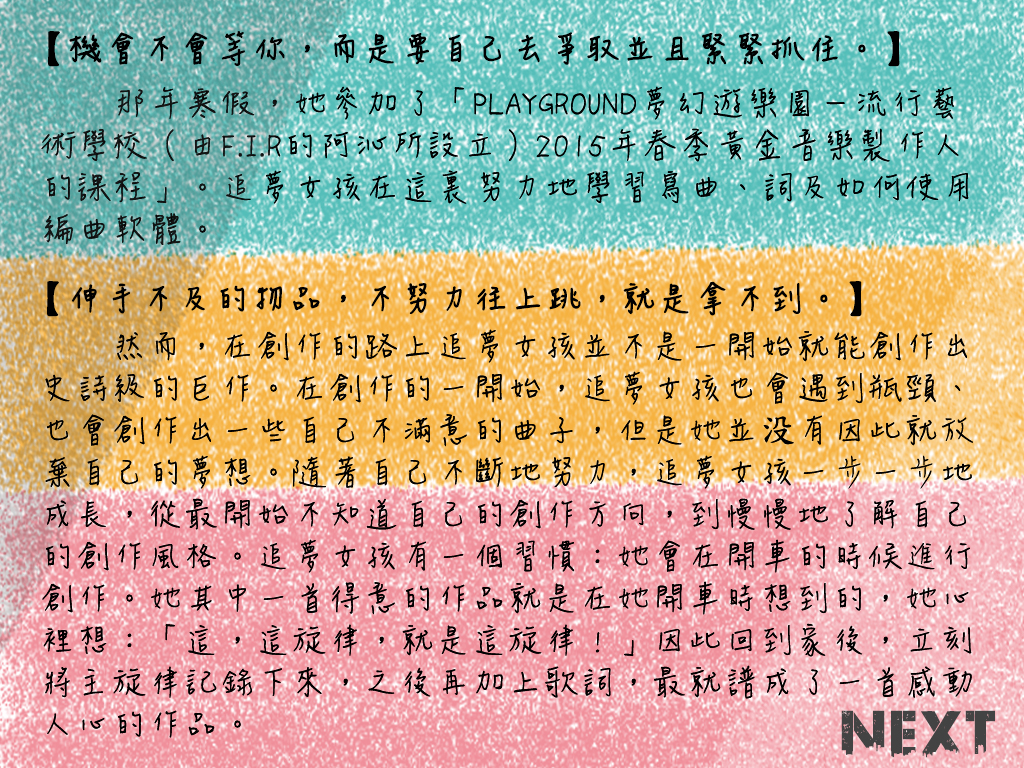 【機會不會等你，而是要自己去爭取並且緊緊抓住。】
那年寒假，她參加了「PLAYGROUND夢幻遊樂園－流行藝
術學校（由F.I.R的阿沁所設立）2015年春季黃金音樂製作人
的課程」。追夢女孩在這裏努力地學習寫曲、詞及如何使用
編曲軟體。
【伸手不及的物品，不努力往上跳，就是拿不到。】
然而，在創作的路上追夢女孩並不是一開始就能創作出
史詩級的巨作。在創作的一開始，追夢女孩也會遇到瓶頸、
也會創作出一些自己不滿意的曲子，但是她並没有因此就放
棄自己的夢想。隨著自己不斷地努力，追夢女孩一步一步地
成長，從最開始不知道自己的創作方向，到慢慢地了解自己
的創作風格。追夢女孩有一個習慣：她會在開車的時候進行
創作。她其中一首得意的作品就是在她開車時想到的，她心
裡想：「這，這旋律，就是這旋律！」因此回到家後，立刻
將主旋律記錄下來，之後再加上歌詞，最就譜成了一首感動
人心的作品。
NEXT